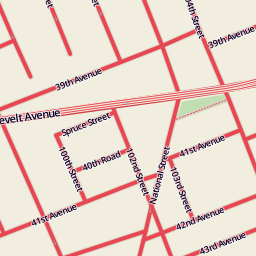 94th Street
39th Avenue
39th Avenue
evelt Avenue
Spruce Street
100th Street
40th Road
102nd Street
National Street
41st Avenue
103rd Street
41st Avenue
42nd Avenue
43rd Avenue